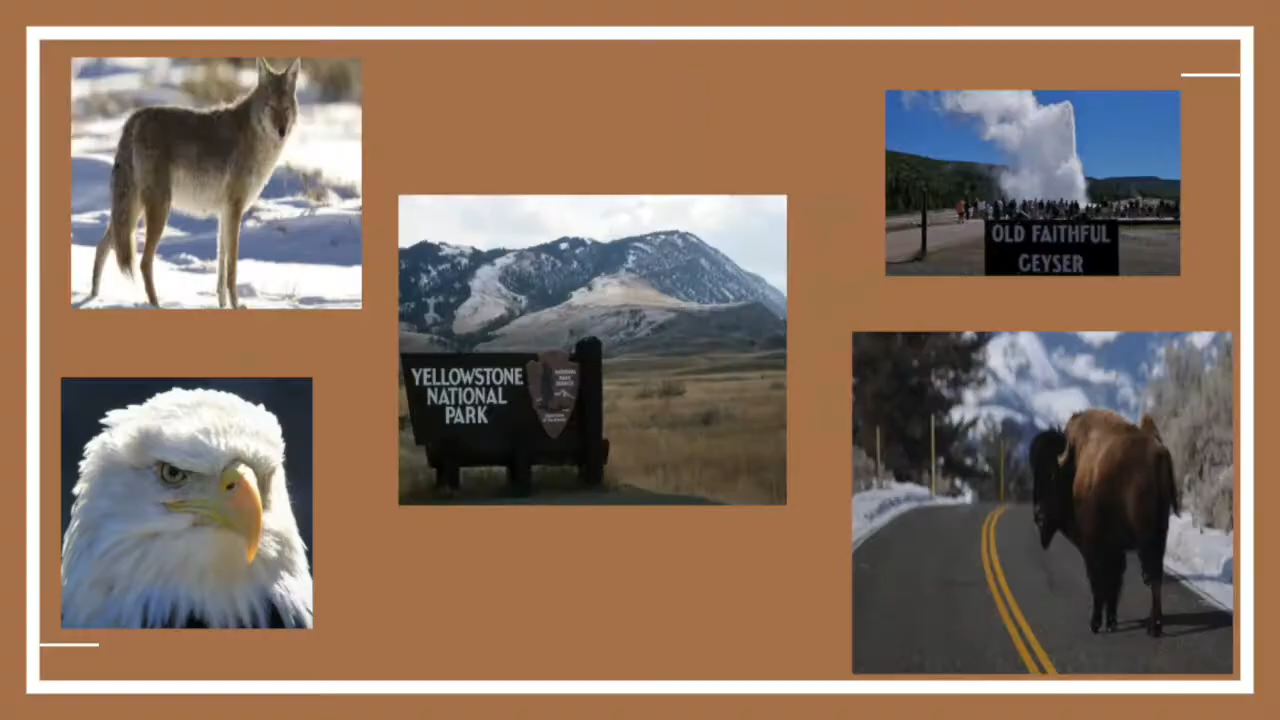 YELLOWSTONE
NATIONAL
PARK
OLD FAITHFUL
GEYSER